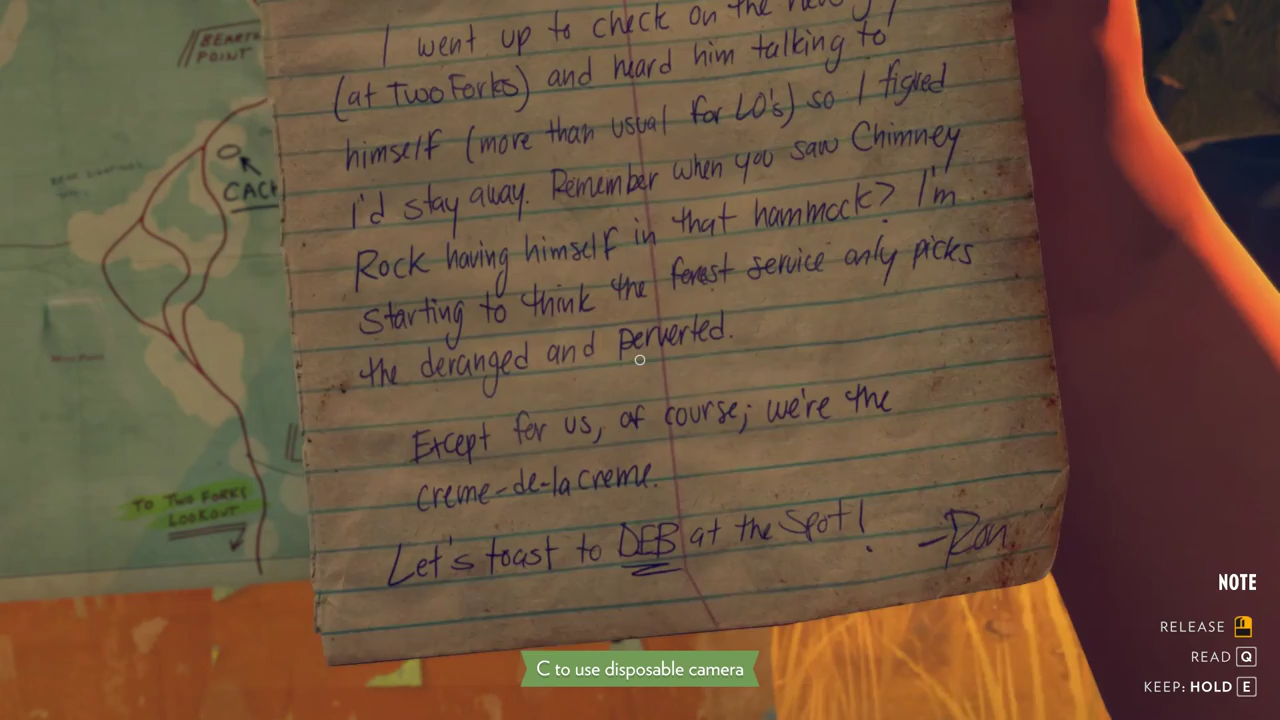 BEART
POINT
CACH
TO TWO FORKS
LOOKOUT
I went up to check on the new
(at Two Forks) and heard him talking to
himself (more than usual for LO's) so I figred
I'd stay away. Remember when you saw Chimney
Rock having himself in that hammock? I'm
starting to think the forest service only picks
the deranged and perverted.
Except for us, of course; we're the
creme-de-la creme.
Let's toast to DEB at the spot! -Ron
NOTE
RELEASE
READ Q
KEEP: HOLD E
C to use disposable camera